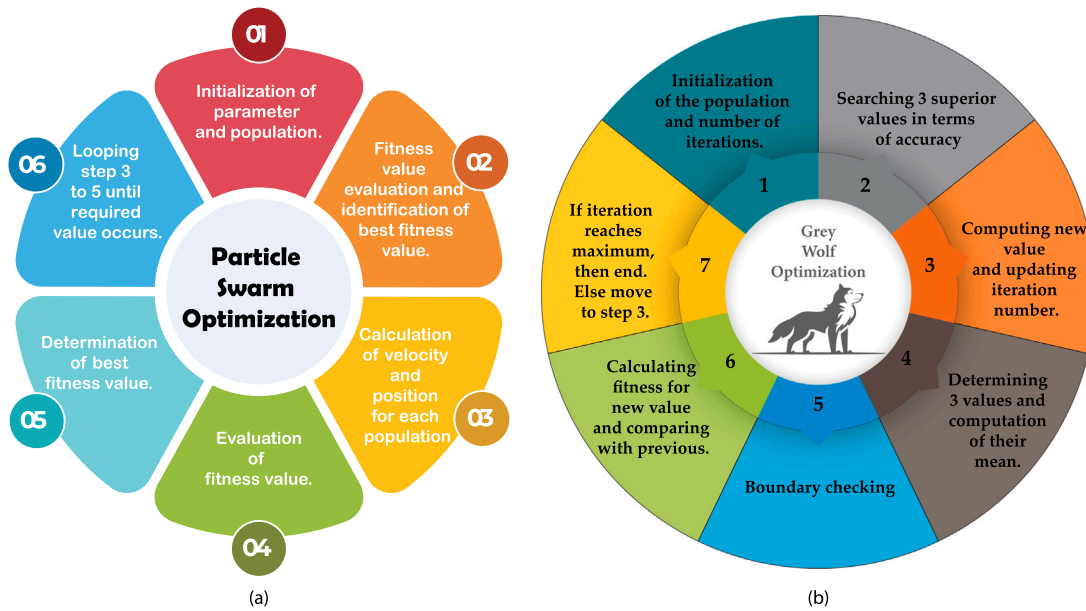 01
Initialization of
parameter
and population.
02
Fitness
value
evaluation and
identification of
best fitness
value.
03
Calculation
of velocity
and
position
for each
population
04
Evaluation
of
fitness value.
05
Determination
of best
fitness value.
06
Looping
step 3
to 5 until
required
value occurs.
Particle
Swarm
Optimization
(a)
Initialization
of the population
and number of
iterations.
1
Searching 3 superior
values in terms
of accuracy
2
Computing new
value
and updating
iteration
number.
3
Determining
3 values and
computation
of their
mean.
4
Boundary checking
5
Calculating
fitness for
new value
and comparing
with previous.
6
If iteration
reaches
maximum,
then end.
Else move
to step 3.
7
Grey
Wolf
Optimization
(b)